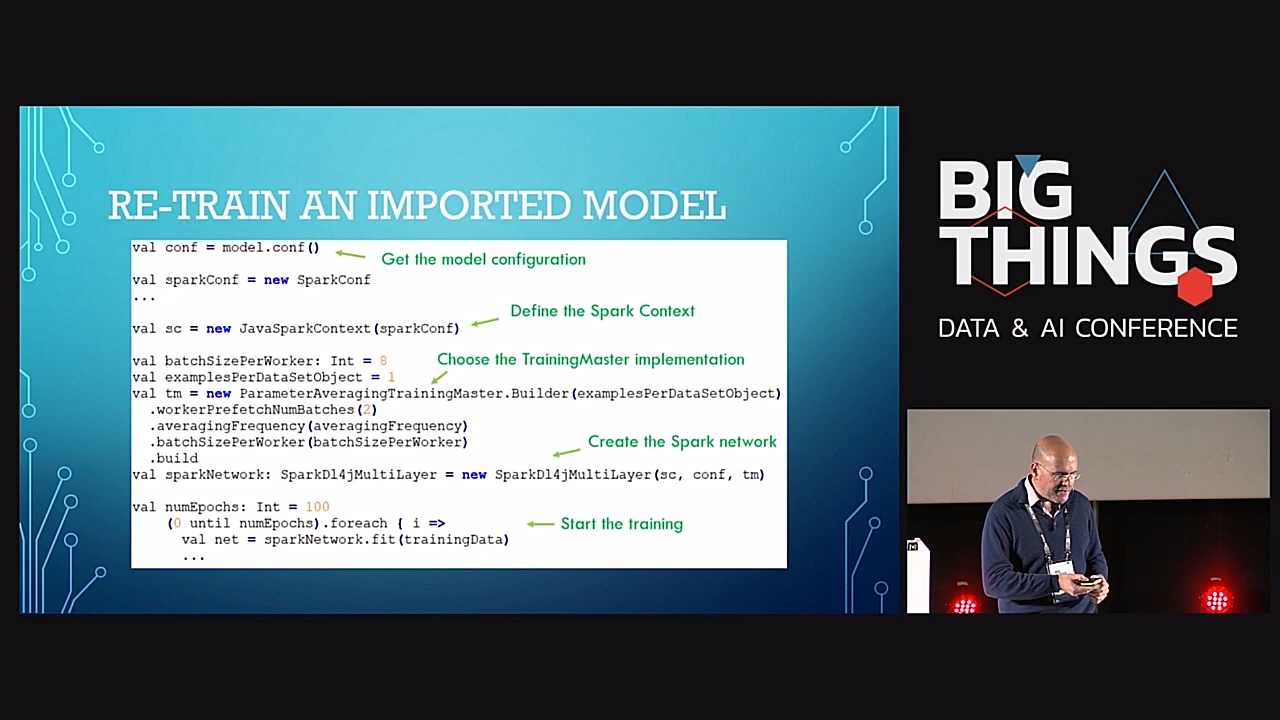 RE-TRAIN AN IMPORTED MODEL
val conf = model.conf()
Get the model configuration
val sparkConf = new SparkConf
...
Define the Spark Context
val sc = new JavaSparkContext(sparkConf)
val batchSizePerWorker: Int = 8
Choose the TrainingMaster implementation
val examplesPerDataSetObject = 1
val tm = new ParameterAveragingTrainingMaster.Builder(examplesPerDataSetObject)
.workerPrefetchNumBatches(2)
.averagingFrequency(averagingFrequency)
.batchSizePerWorker(batchSizePerWorker)
Create the Spark network
.build
val sparkNetwork: SparkDl4jMultiLayer = new SparkDl4jMultiLayer(sc, conf, tm)
val numEpochs: Int = 100
(0 until numEpochs).foreach { i =>
Start the training
val net = sparkNetwork.fit(trainingData)
...
BIG
THINGS
DATA & AI CONFERENCE